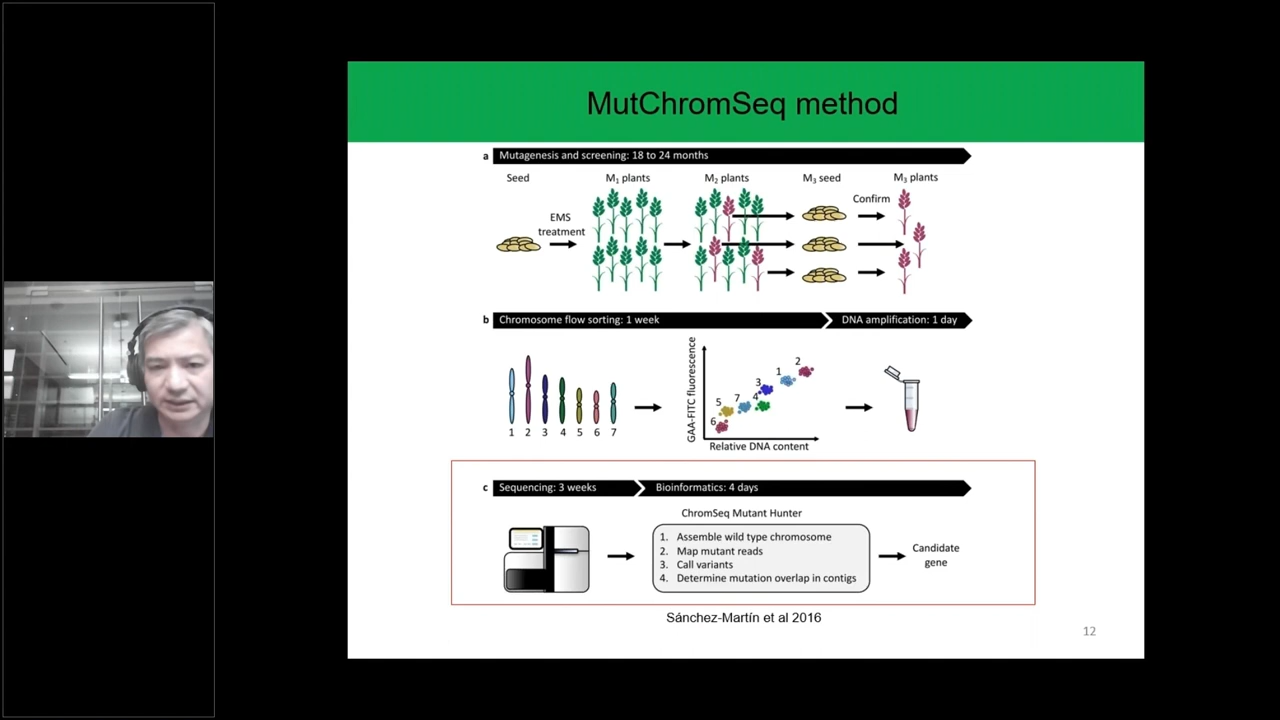 MutChromSeq method
a Mutagenesis and screening: 18 to 24 months
Seed M₁ plants M₂ plants M₃ seed M₃ plants
Confirm
EMS
treatment
b Chromosome flow sorting: 1 week DNA amplification: 1 day
GAA-FITC fluorescence
2
1
3
4
5
7
6
1 2 3 4 5 6 7
Relative DNA content
c Sequencing: 3 weeks Bioinformatics: 4 days
ChromSeq Mutant Hunter
1. Assemble wild type chromosome
2. Map mutant reads
3. Call variants
4. Determine mutation overlap in contigs
Candidate
gene
Sánchez-Martín et al 2016
12